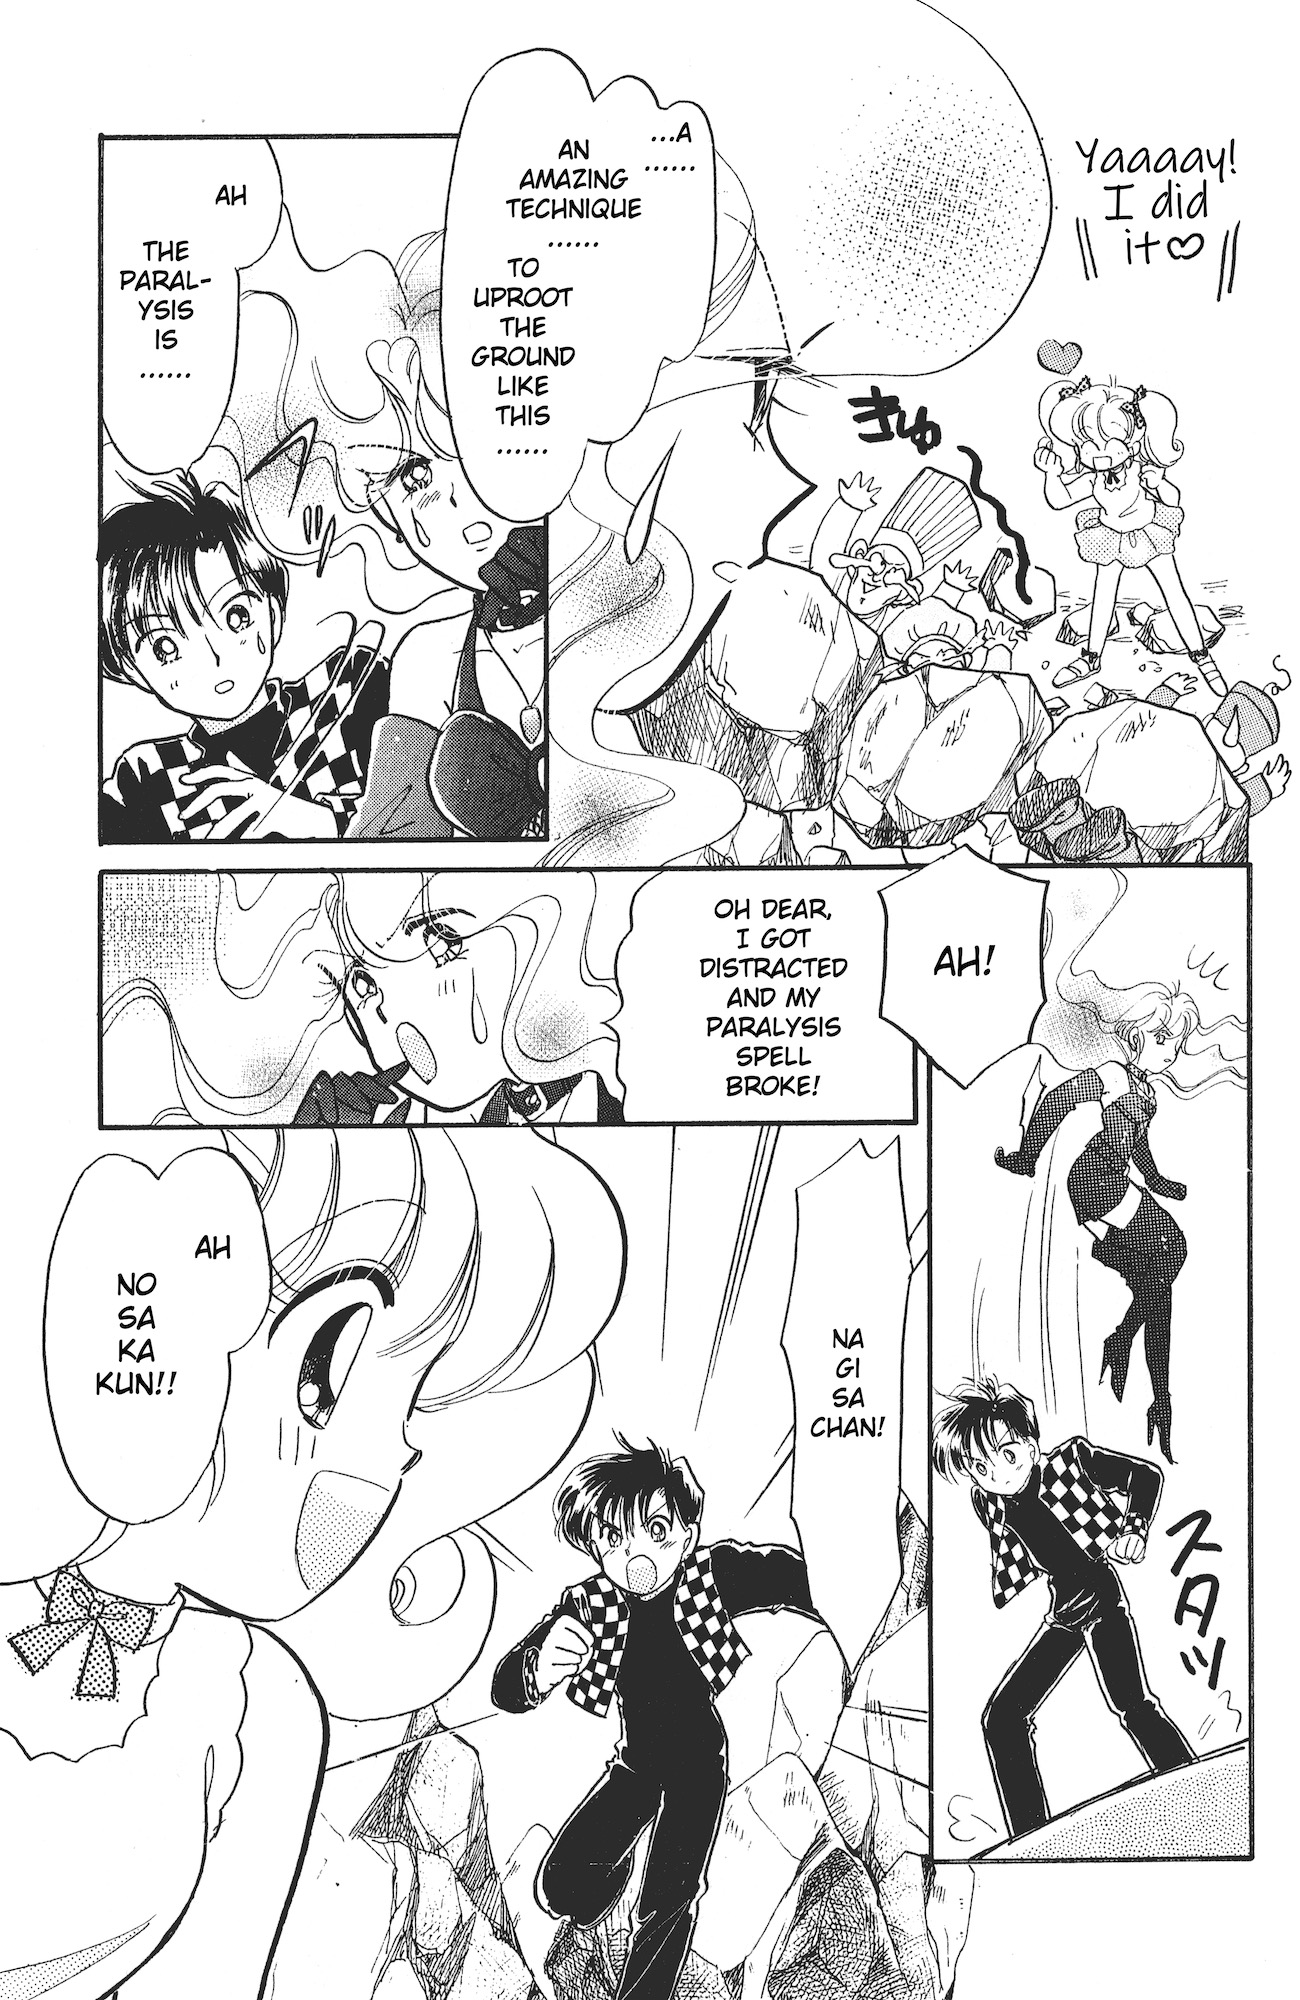 Yaaaay!
I did
it♡
きゅ
...A
......
AN
AMAZING
TECHNIQUE
......
TO
UPROOT
THE
GROUND
LIKE
THIS
......
AH
THE
PARAL-
YSIS
IS
......
AH!
OH DEAR,
I GOT
DISTRACTED
AND MY
PARALYSIS
SPELL
BROKE!
スタッ
NA
GI
SA
CHAN!
AH
NO
SA
KA
KUN!!